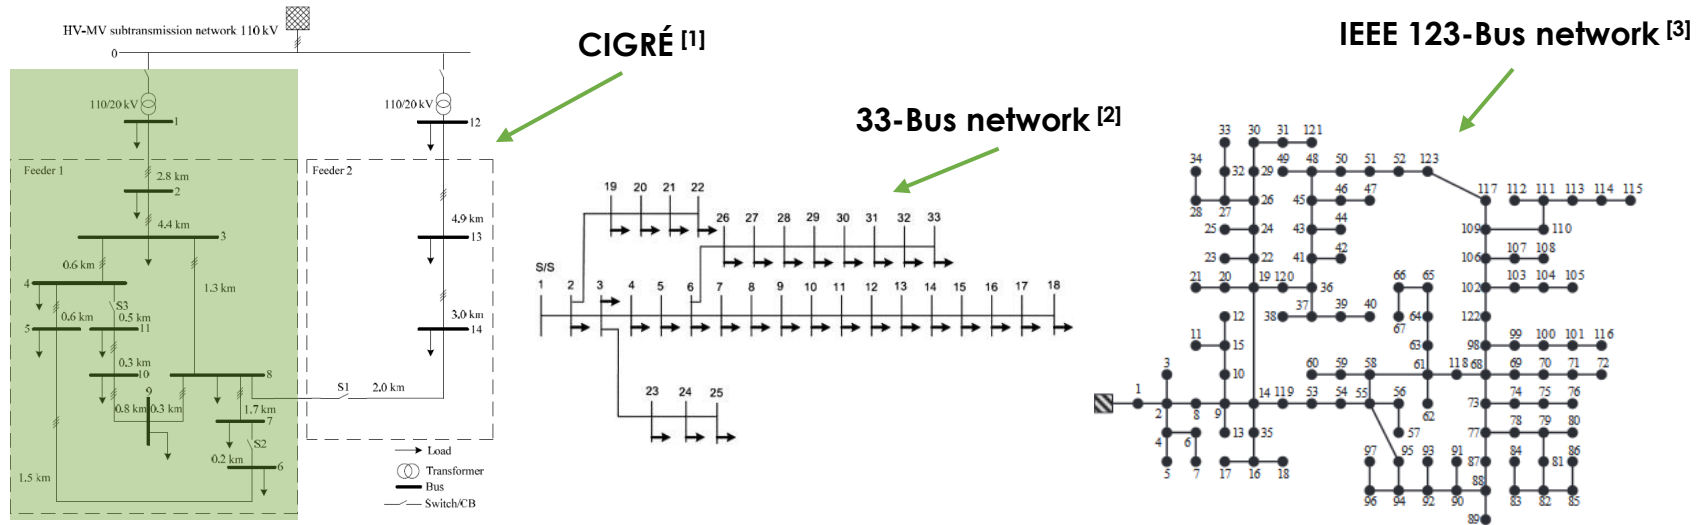 HV-MV subtransmission network 110 kV
0
110/20 kV
110/20 kV
1
12
Feeder 1
Feeder 2
2.8 km
2
4.4 km
4.9 km
3
13
0.6 km
4
1.3 km
S3
0.6 km
0.5 km
3.0 km
5
11
14
0.3 km
10
9
8
S1
2.0 km
0.8 km
0.3 km
1.7 km
7
S2
0.2 km
6
1.5 km
Load
Transformer
Bus
Switch/CB
CIGRÉ [1]
33-Bus network [2]
19 20 21 22
26 27 28 29 30 31 32 33
S/S
1 2 3 4 5 6 7 8 9 10 11 12 13 14 15 16 17 18
23 24 25
IEEE 123-Bus network [3]
33 30 31 121
34 32 29 49 48 50 51 52 123
46 47
28 27 26 45 117 112 111 113 114 115
44
25 24 43 109 110
42
23 22 41 106 107 108
21 20 19 120 36 66 65 102 103 104 105
37 39 40
12 38 67 64 122
11 15 63 98 99 100 101 116
3 10 60 59 58 61 118 68 69 70 71 72
1 2 8 9 14 119 53 54 55 56 62 73 74 75 76
4 6 13 35 57 77 78 79 80
5 7 17 16 18 97 95 93 91 87 84 81 86
88
96 94 92 90 83 82 85
89